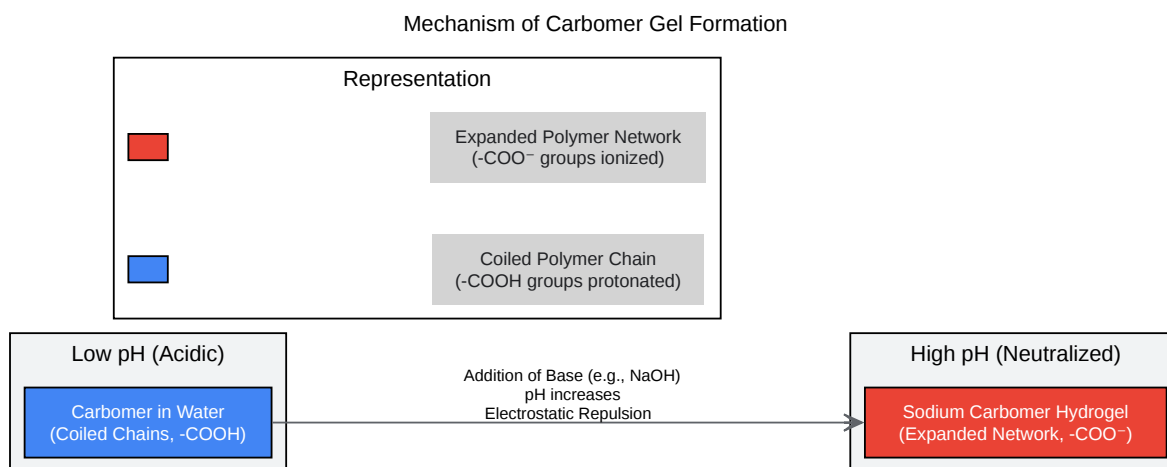 Mechanism of Carbomer Gel Formation
Representation
Expanded Polymer Network
(-COO⁻ groups ionized)
Coiled Polymer Chain
(-COOH groups protonated)
Low pH (Acidic)
Carbomer in Water
(Coiled Chains, -COOH)
Addition of Base (e.g., NaOH)
pH increases
Electrostatic Repulsion
High pH (Neutralized)
Sodium Carbomer Hydrogel
(Expanded Network, -COO⁻)